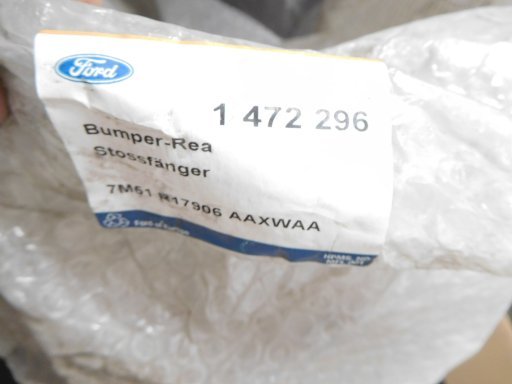 Ford
1 472 296
Bumper-Rea
Stossfänger
7M51 R17906 AAXWAA